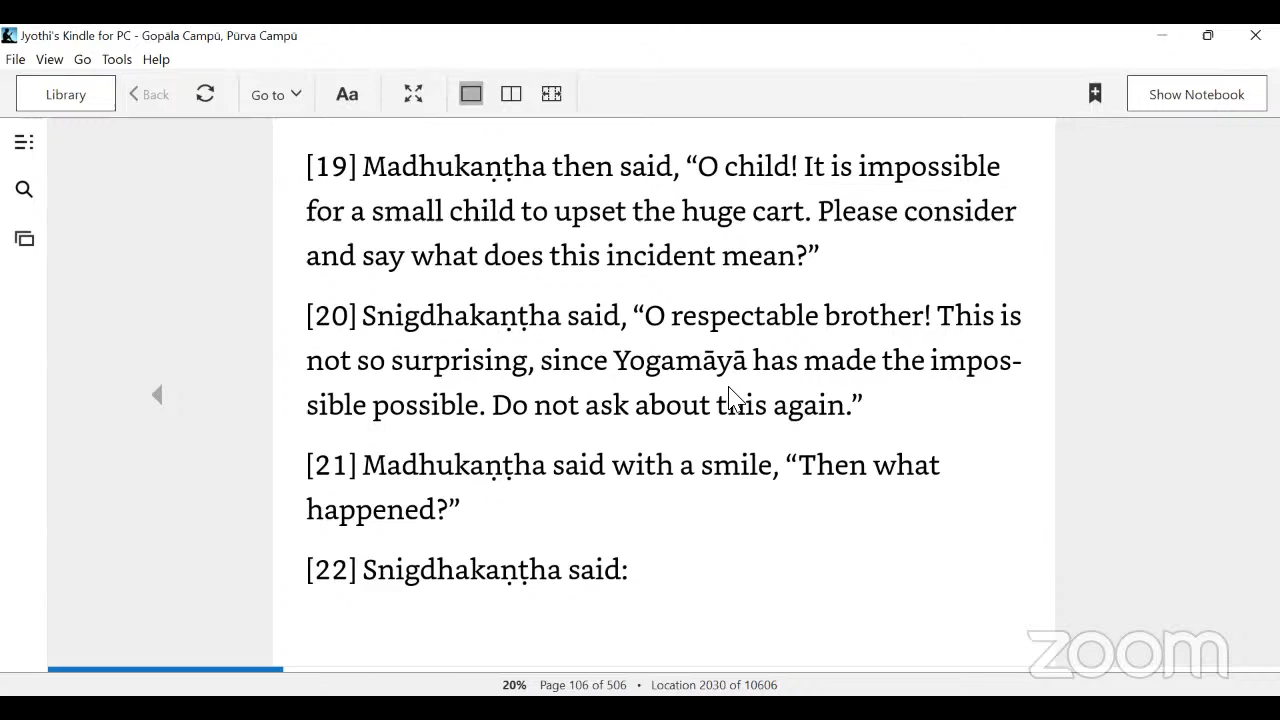 Jyothi's Kindle for PC - Gopāla Campū, Pūrva Campū
File View Go Tools Help
Library Back Go to Aa Show Notebook
[19] Madhukaṇṭha then said, “O child! It is impossible
for a small child to upset the huge cart. Please consider
and say what does this incident mean?”
[20] Snigdhakaṇṭha said, “O respectable brother! This is
not so surprising, since Yogamāyā has made the impos-
sible possible. Do not ask about this again.”
[21] Madhukaṇṭha said with a smile, “Then what
happened?”
[22] Snigdhakaṇṭha said:
zoom
20% Page 106 of 506 • Location 2030 of 10606